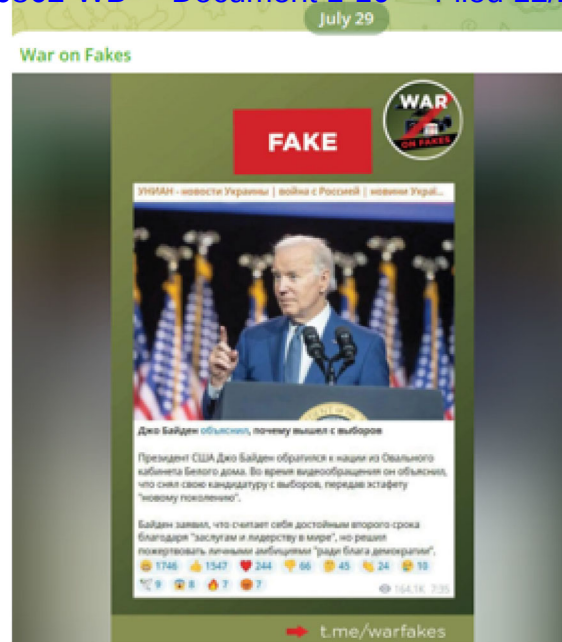 Document
Filed
July 29
War on Fakes
WAR
ON FAKES
FAKE
УНИАН - новости Украины | война с Россией | новини Украї...
Джо Байден объяснил, почему вышел с выборов
Президент США Джо Байден обратился к нации из Овального
кабинета Белого дома. Во время видеообращения он объяснил,
что снял свою кандидатуру с выборов, передав эстафету
"новому поколению".
Байден заявил, что считает себя достойным второго срока
благодаря "заслугам и лидерству в мире", но решил
пожертвовать личными амбициями "ради блага демократии".
1746 1547 244 66 45 24 10
9 8 7 7
164,1K 7:35
t.me/warfakes